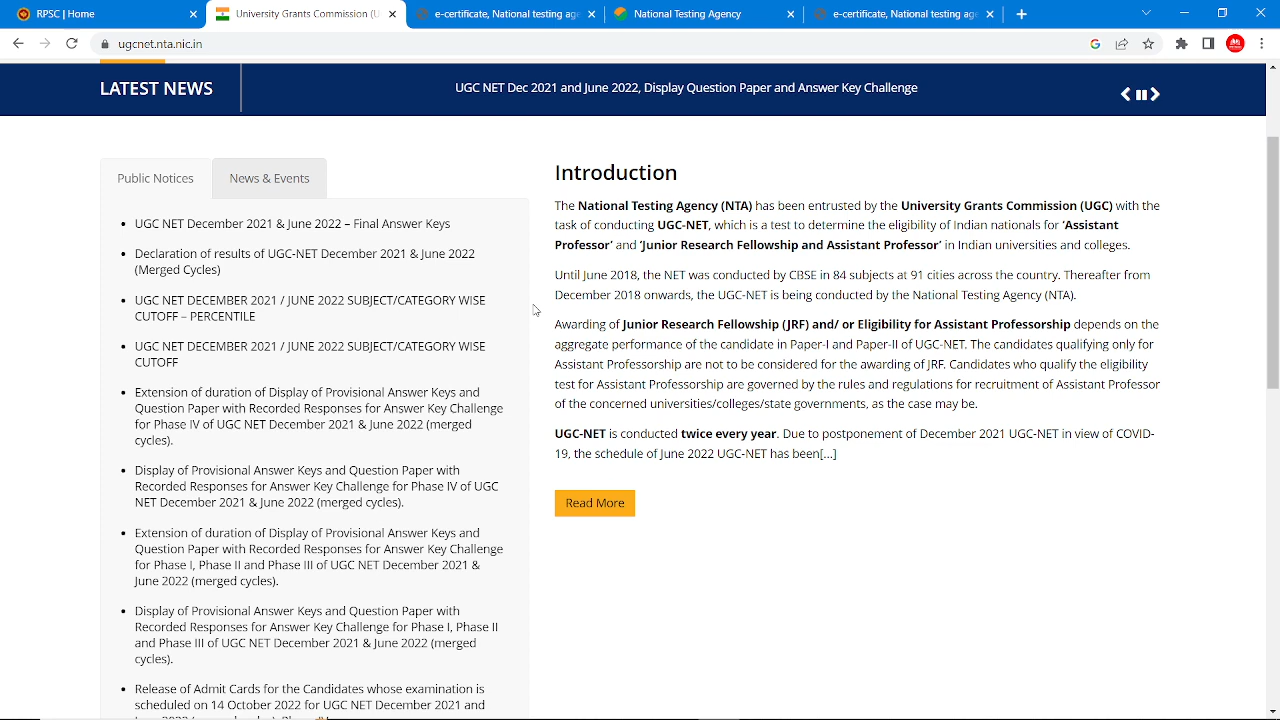 RPSC | Home
University Grants Commission (U
e-certificate, National testing age
National Testing Agency
e-certificate, National testing age
ugcnet.nta.nic.in
LATEST NEWS
UGC NET Dec 2021 and June 2022, Display Question Paper and Answer Key Challenge
Public Notices
News & Events
UGC NET December 2021 & June 2022 – Final Answer Keys
Declaration of results of UGC-NET December 2021 & June 2022
(Merged Cycles)
UGC NET DECEMBER 2021 / JUNE 2022 SUBJECT/CATEGORY WISE
CUTOFF – PERCENTILE
UGC NET DECEMBER 2021 / JUNE 2022 SUBJECT/CATEGORY WISE
CUTOFF
Extension of duration of Display of Provisional Answer Keys and
Question Paper with Recorded Responses for Answer Key Challenge
for Phase IV of UGC NET December 2021 & June 2022 (merged
cycles).
Display of Provisional Answer Keys and Question Paper with
Recorded Responses for Answer Key Challenge for Phase IV of UGC
NET December 2021 & June 2022 (merged cycles).
Extension of duration of Display of Provisional Answer Keys and
Question Paper with Recorded Responses for Answer Key Challenge
for Phase I, Phase II and Phase III of UGC NET December 2021 &
June 2022 (merged cycles).
Display of Provisional Answer Keys and Question Paper with
Recorded Responses for Answer Key Challenge for Phase I, Phase II
and Phase III of UGC NET December 2021 & June 2022 (merged
cycles).
Release of Admit Cards for the Candidates whose examination is
scheduled on 14 October 2022 for UGC NET December 2021 and
Introduction
The National Testing Agency (NTA) has been entrusted by the University Grants Commission (UGC) with the
task of conducting UGC-NET, which is a test to determine the eligibility of Indian nationals for ‘Assistant
Professor’ and ‘Junior Research Fellowship and Assistant Professor’ in Indian universities and colleges.
Until June 2018, the NET was conducted by CBSE in 84 subjects at 91 cities across the country. Thereafter from
December 2018 onwards, the UGC-NET is being conducted by the National Testing Agency (NTA).
Awarding of Junior Research Fellowship (JRF) and/ or Eligibility for Assistant Professorship depends on the
aggregate performance of the candidate in Paper-I and Paper-II of UGC-NET. The candidates qualifying only for
Assistant Professorship are not to be considered for the awarding of JRF. Candidates who qualify the eligibility
test for Assistant Professorship are governed by the rules and regulations for recruitment of Assistant Professor
of the concerned universities/colleges/state governments, as the case may be.
UGC-NET is conducted twice every year. Due to postponement of December 2021 UGC-NET in view of COVID-
19, the schedule of June 2022 UGC-NET has been[...]
Read More